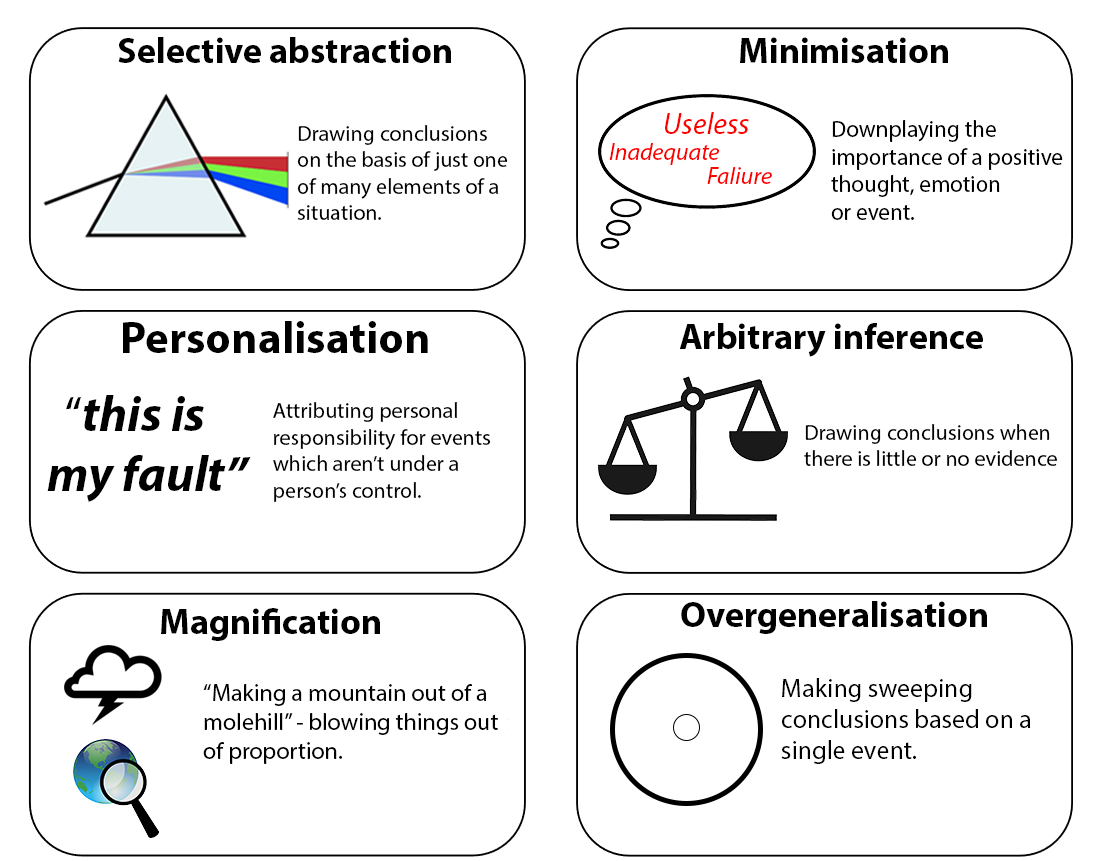 Selective abstraction
Drawing conclusions
on the basis of just one
of many elements of a
situation.
Minimisation
Useless
Inadequate
Faliure
Downplaying the
importance of a positive
thought, emotion
or event.
Personalisation
“this is
my fault”
Attributing personal
responsibility for events
which aren’t under a
person’s control.
Arbitrary inference
Drawing conclusions when
there is little or no evidence
Magnification
“Making a mountain out of a
molehill” - blowing things out
of proportion.
Overgeneralisation
Making sweeping
conclusions based on a
single event.